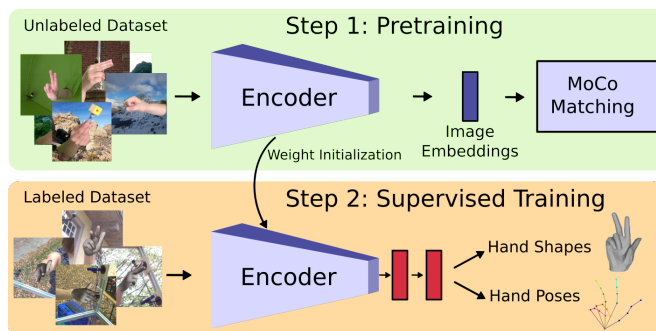 Unlabeled Dataset
Step 1: Pretraining
Encoder
MoCo
Matching
Image
Embeddings
Weight Initialization
Labeled Dataset
Step 2: Supervised Training
Encoder
Hand Shapes
Hand Poses